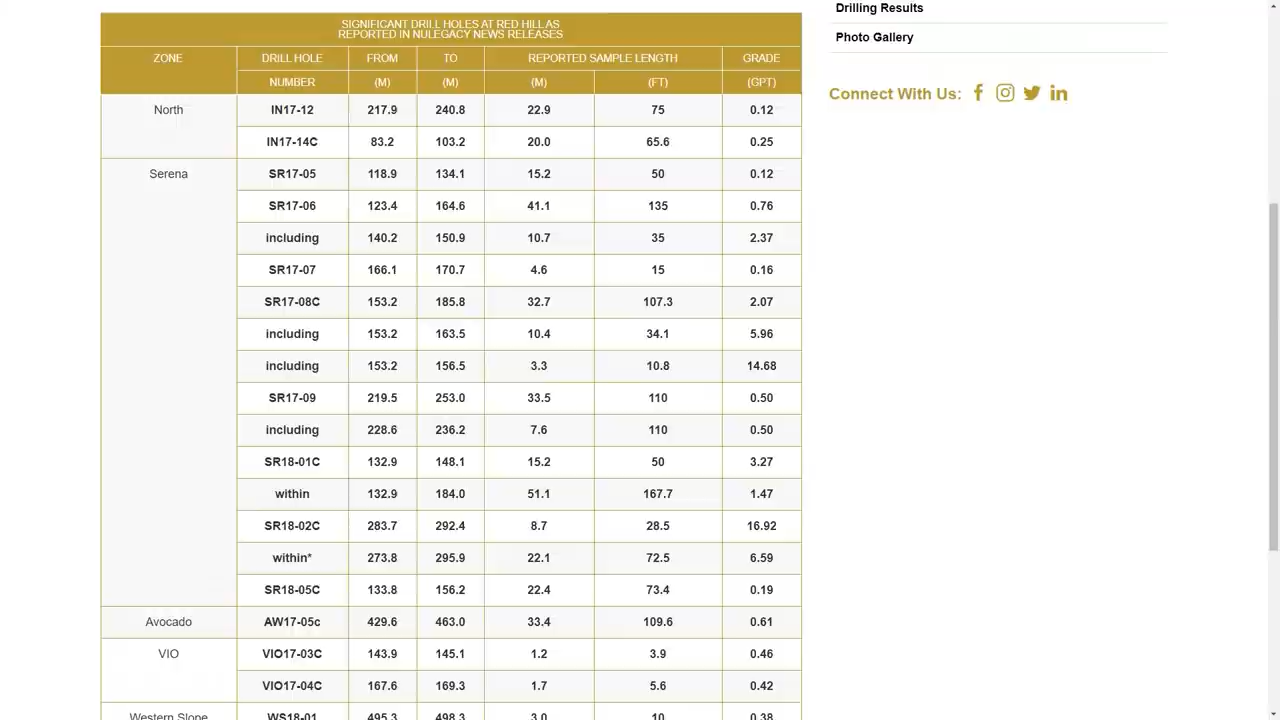 Drilling Results
Photo Gallery
Connect With Us:
SIGNIFICANT DRILL HOLES AT RED HILL AS
REPORTED IN NULEGACY NEWS RELEASES
ZONE DRILL HOLE FROM TO REPORTED SAMPLE LENGTH GRADE
NUMBER (M) (M) (M) (FT) (GPT)
North IN17-12 217.9 240.8 22.9 75 0.12
IN17-14C 83.2 103.2 20.0 65.6 0.25
Serena SR17-05 118.9 134.1 15.2 50 0.12
SR17-06 123.4 164.6 41.1 135 0.76
including 140.2 150.9 10.7 35 2.37
SR17-07 166.1 170.7 4.6 15 0.16
SR17-08C 153.2 185.8 32.7 107.3 2.07
including 153.2 163.5 10.4 34.1 5.96
including 153.2 156.5 3.3 10.8 14.68
SR17-09 219.5 253.0 33.5 110 0.50
including 228.6 236.2 7.6 110 0.50
SR18-01C 132.9 148.1 15.2 50 3.27
within 132.9 184.0 51.1 167.7 1.47
SR18-02C 283.7 292.4 8.7 28.5 16.92
within* 273.8 295.9 22.1 72.5 6.59
SR18-05C 133.8 156.2 22.4 73.4 0.19
Avocado AW17-05c 429.6 463.0 33.4 109.6 0.61
VIO VIO17-03C 143.9 145.1 1.2 3.9 0.46
VIO17-04C 167.6 169.3 1.7 5.6 0.42
Western Slope WS18-01 495.3 498.3 3.0 10 0.38